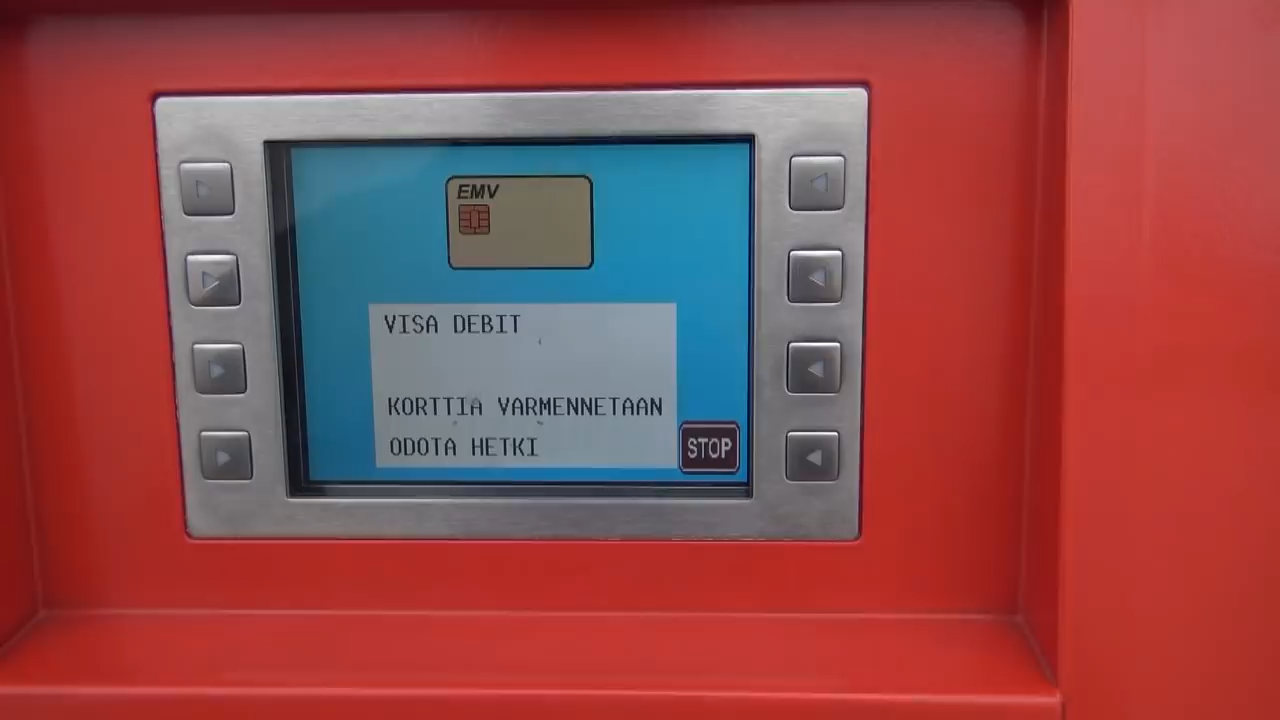 EMV
VISA DEBIT
KORTTIA VARMENNETAAN
ODOTA HETKI
STOP